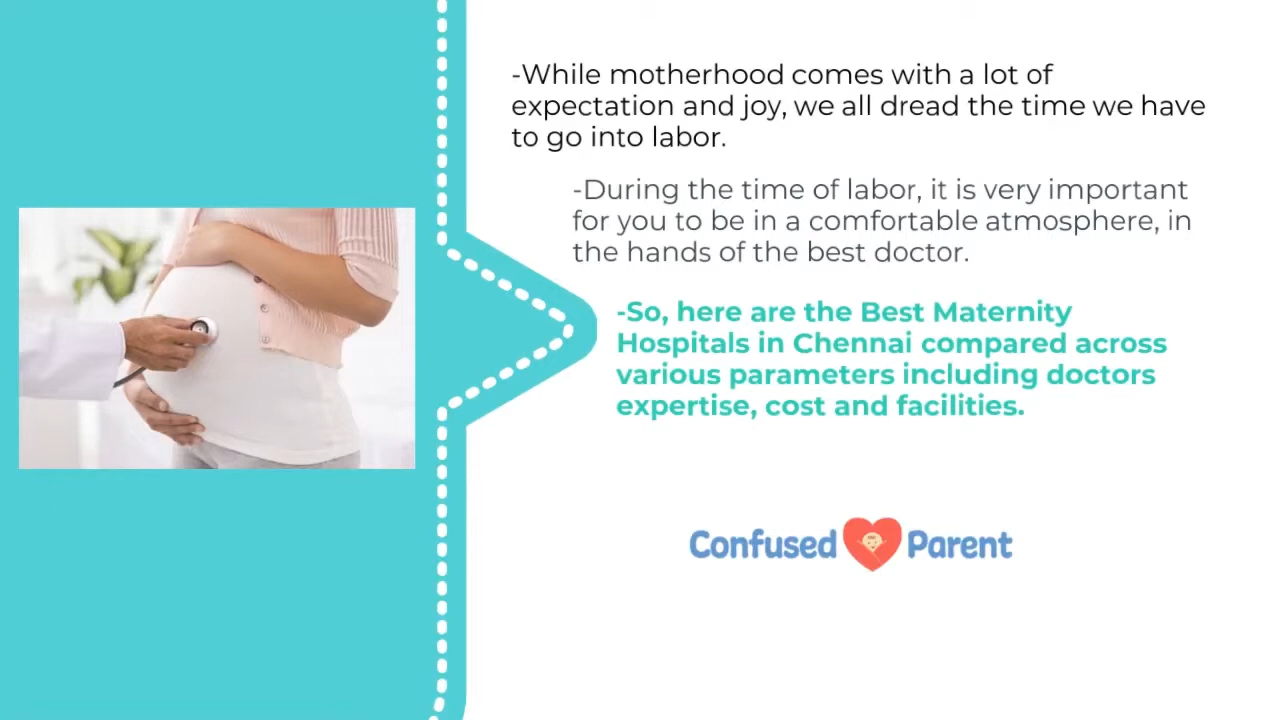 -While motherhood comes with a lot of
expectation and joy, we all dread the time we have
to go into labor.
-During the time of labor, it is very important
for you to be in a comfortable atmosphere, in
the hands of the best doctor.
-So, here are the Best Maternity
Hospitals in Chennai compared across
various parameters including doctors
expertise, cost and facilities.
Confused Parent